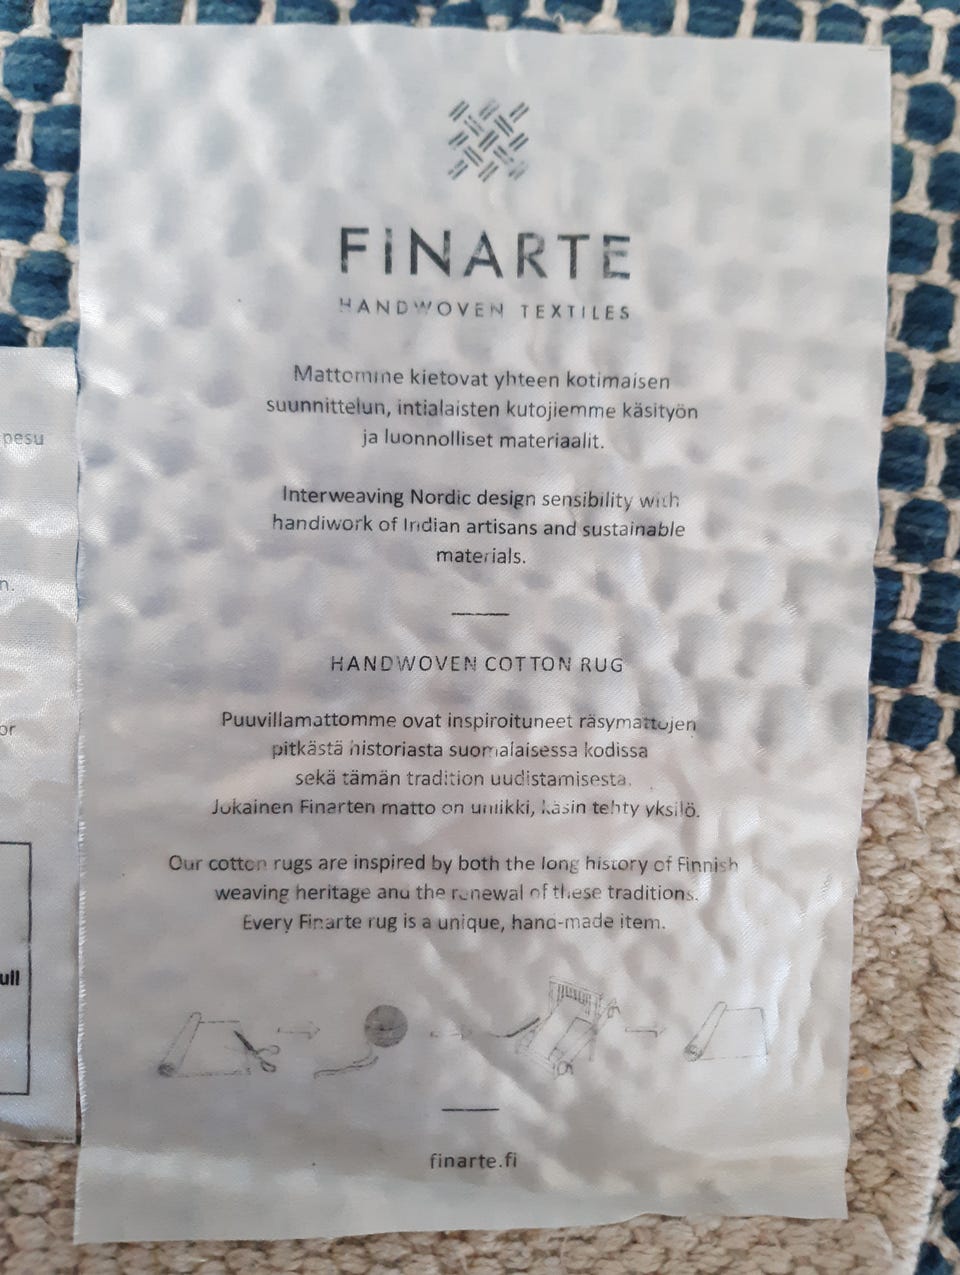 FINARTE
HANDWOVEN TEXTILES
Mattomme kietovat yhteen kotimaisen
suunnittelun, intialaisten kutojiemme käsityön
ja luonnolliset materiaalit.
Interweaving Nordic design sensibility with
handiwork of Indian artisans and sustainable
materials.
HANDWOVEN COTTON RUG
Puuvillamattomme ovat inspiroituneet räsymattojen
pitkästä historiasta suomalaisessa kodissa
sekä tämän tradition uudistamisesta.
Jokainen Finarten matto on uniikki, käsin tehty yksilö.
Our cotton rugs are inspired by both the long history of Finnish
weaving heritage and the renewal of these traditions.
Every Finarte rug is a unique, hand-made item.
finarte.fi
pesu